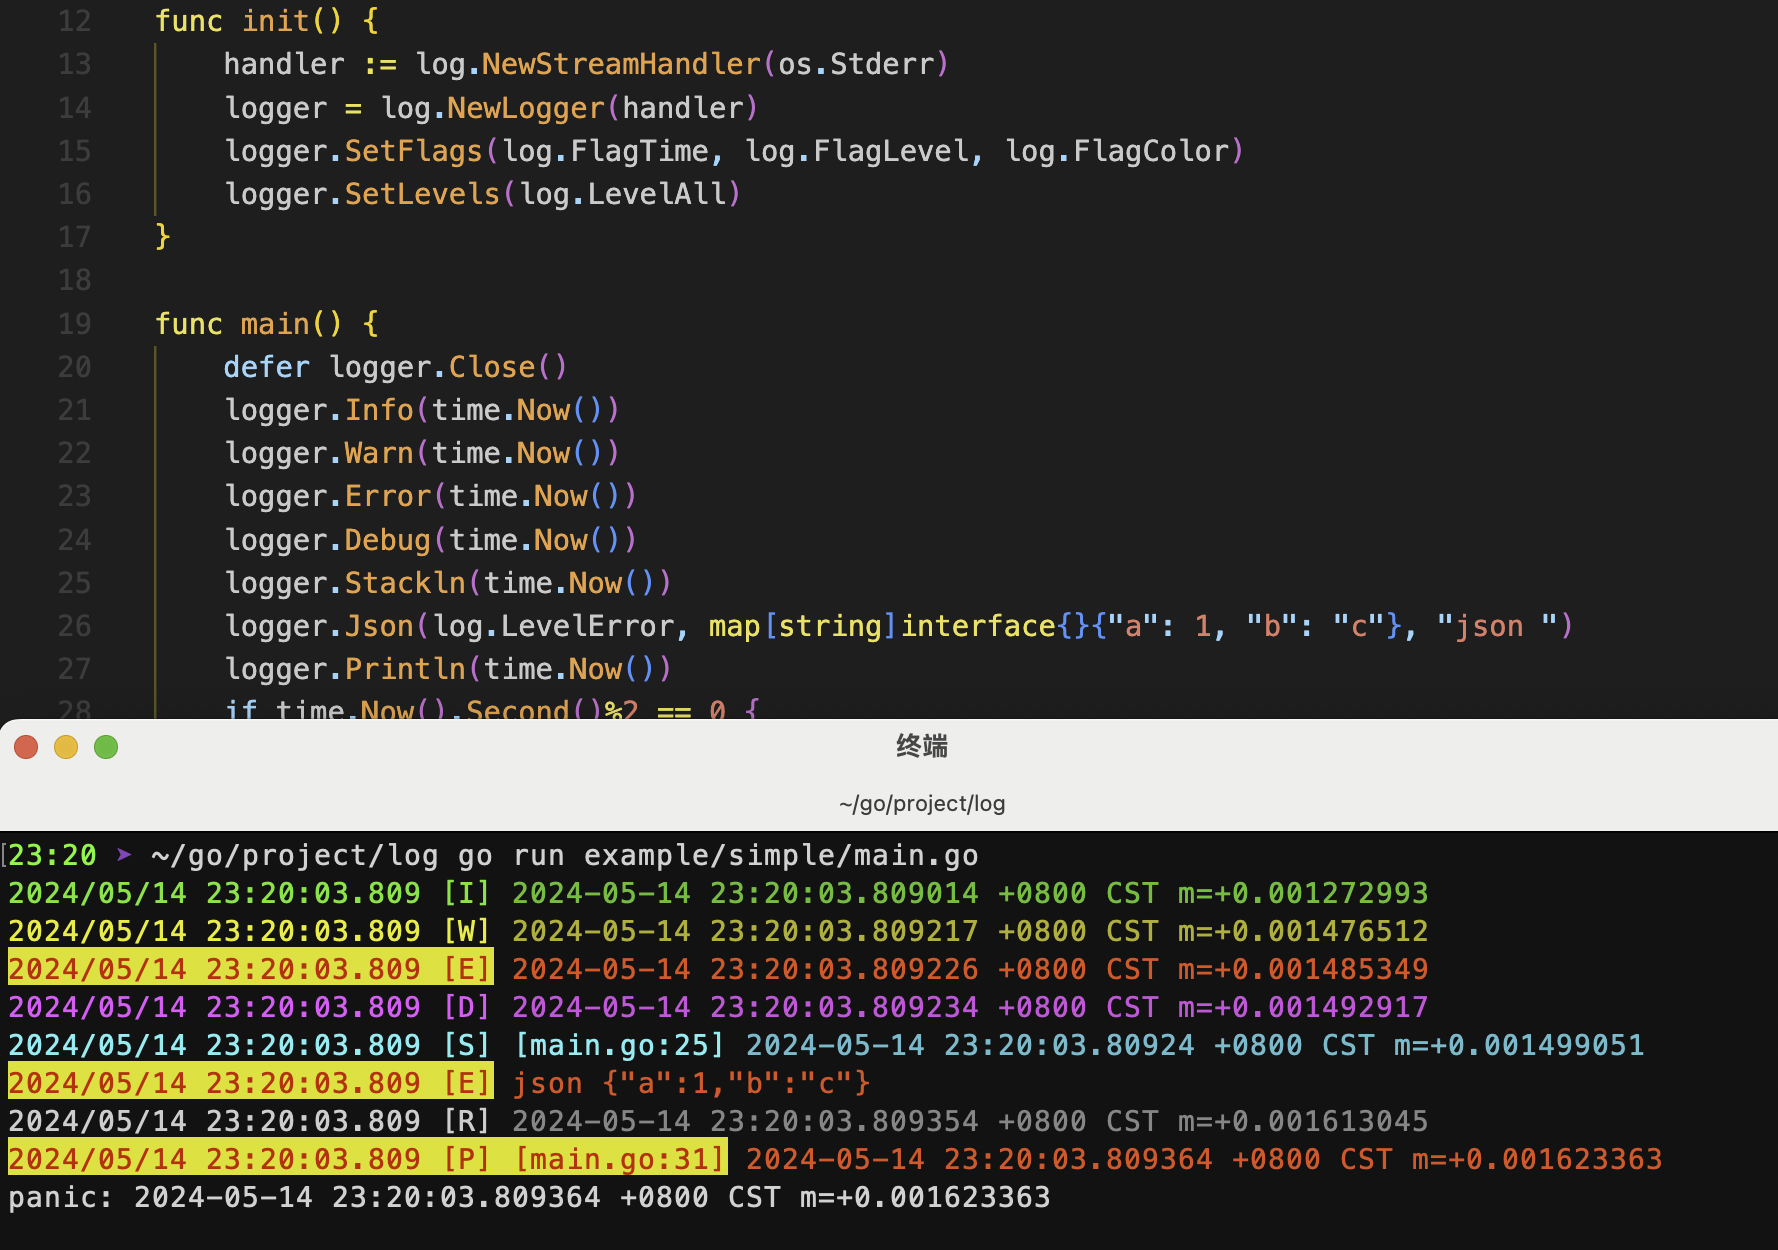 12 func init() {
13 handler := log.NewStreamHandler(os.Stderr)
14 logger = log.NewLogger(handler)
15 logger.SetFlags(log.FlagTime, log.FlagLevel, log.FlagColor)
16 logger.SetLevels(log.LevelAll)
17 }
18
19 func main() {
20 defer logger.Close()
21 logger.Info(time.Now())
22 logger.Warn(time.Now())
23 logger.Error(time.Now())
24 logger.Debug(time.Now())
25 logger.Stackln(time.Now())
26 logger.Json(log.LevelError, map[string]interface{}{"a": 1, "b": "c"}, "json ")
27 logger.Println(time.Now())
28 if time.Now().Second()%2 == 0 {
终端
~/go/project/log
[23:20 ➤ ~/go/project/log go run example/simple/main.go
2024/05/14 23:20:03.809 [I] 2024-05-14 23:20:03.809014 +0800 CST m=+0.001272993
2024/05/14 23:20:03.809 [W] 2024-05-14 23:20:03.809217 +0800 CST m=+0.001476512
2024/05/14 23:20:03.809 [E] 2024-05-14 23:20:03.809226 +0800 CST m=+0.001485349
2024/05/14 23:20:03.809 [D] 2024-05-14 23:20:03.809234 +0800 CST m=+0.001492917
2024/05/14 23:20:03.809 [S] [main.go:25] 2024-05-14 23:20:03.80924 +0800 CST m=+0.001499051
2024/05/14 23:20:03.809 [E] json {"a":1,"b":"c"}
2024/05/14 23:20:03.809 [R] 2024-05-14 23:20:03.809354 +0800 CST m=+0.001613045
2024/05/14 23:20:03.809 [P] [main.go:31] 2024-05-14 23:20:03.809364 +0800 CST m=+0.001623363
panic: 2024-05-14 23:20:03.809364 +0800 CST m=+0.001623363